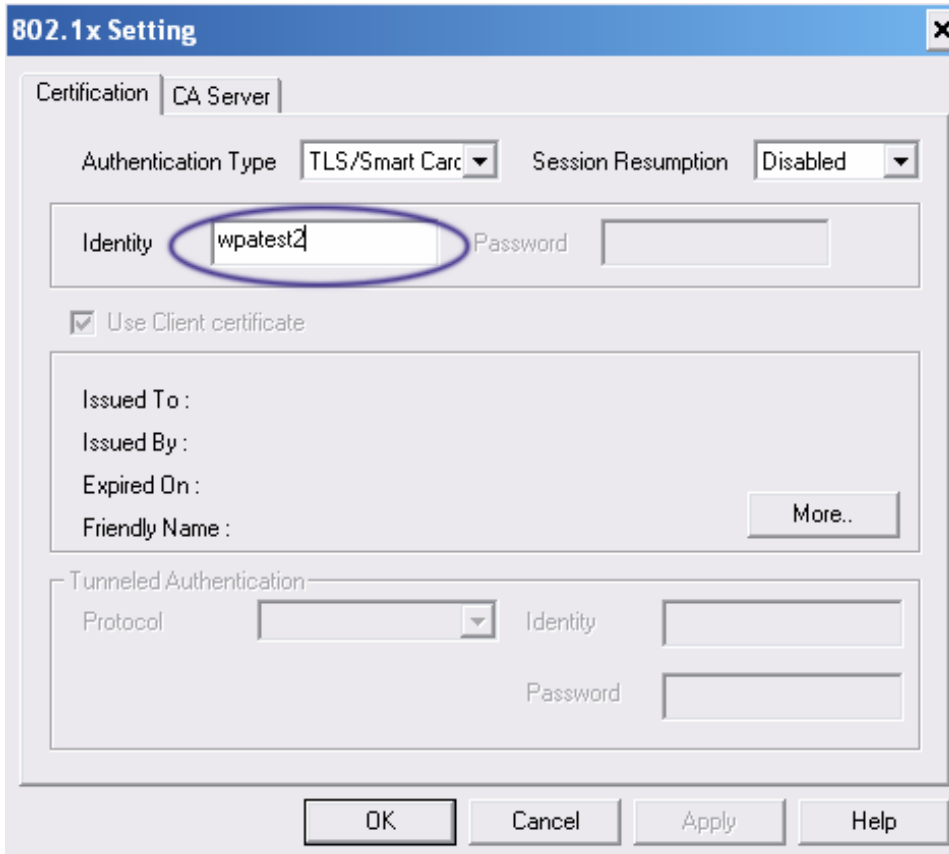 802.1x Setting
Certification CA Server
Authentication Type TLS/Smart Card Session Resumption Disabled
Identity wpatest2 Password
Use Client certificate
Issued To :
Issued By :
Expired On :
Friendly Name :
More..
Tunneled Authentication
Protocol Identity
Password
OK Cancel Apply Help